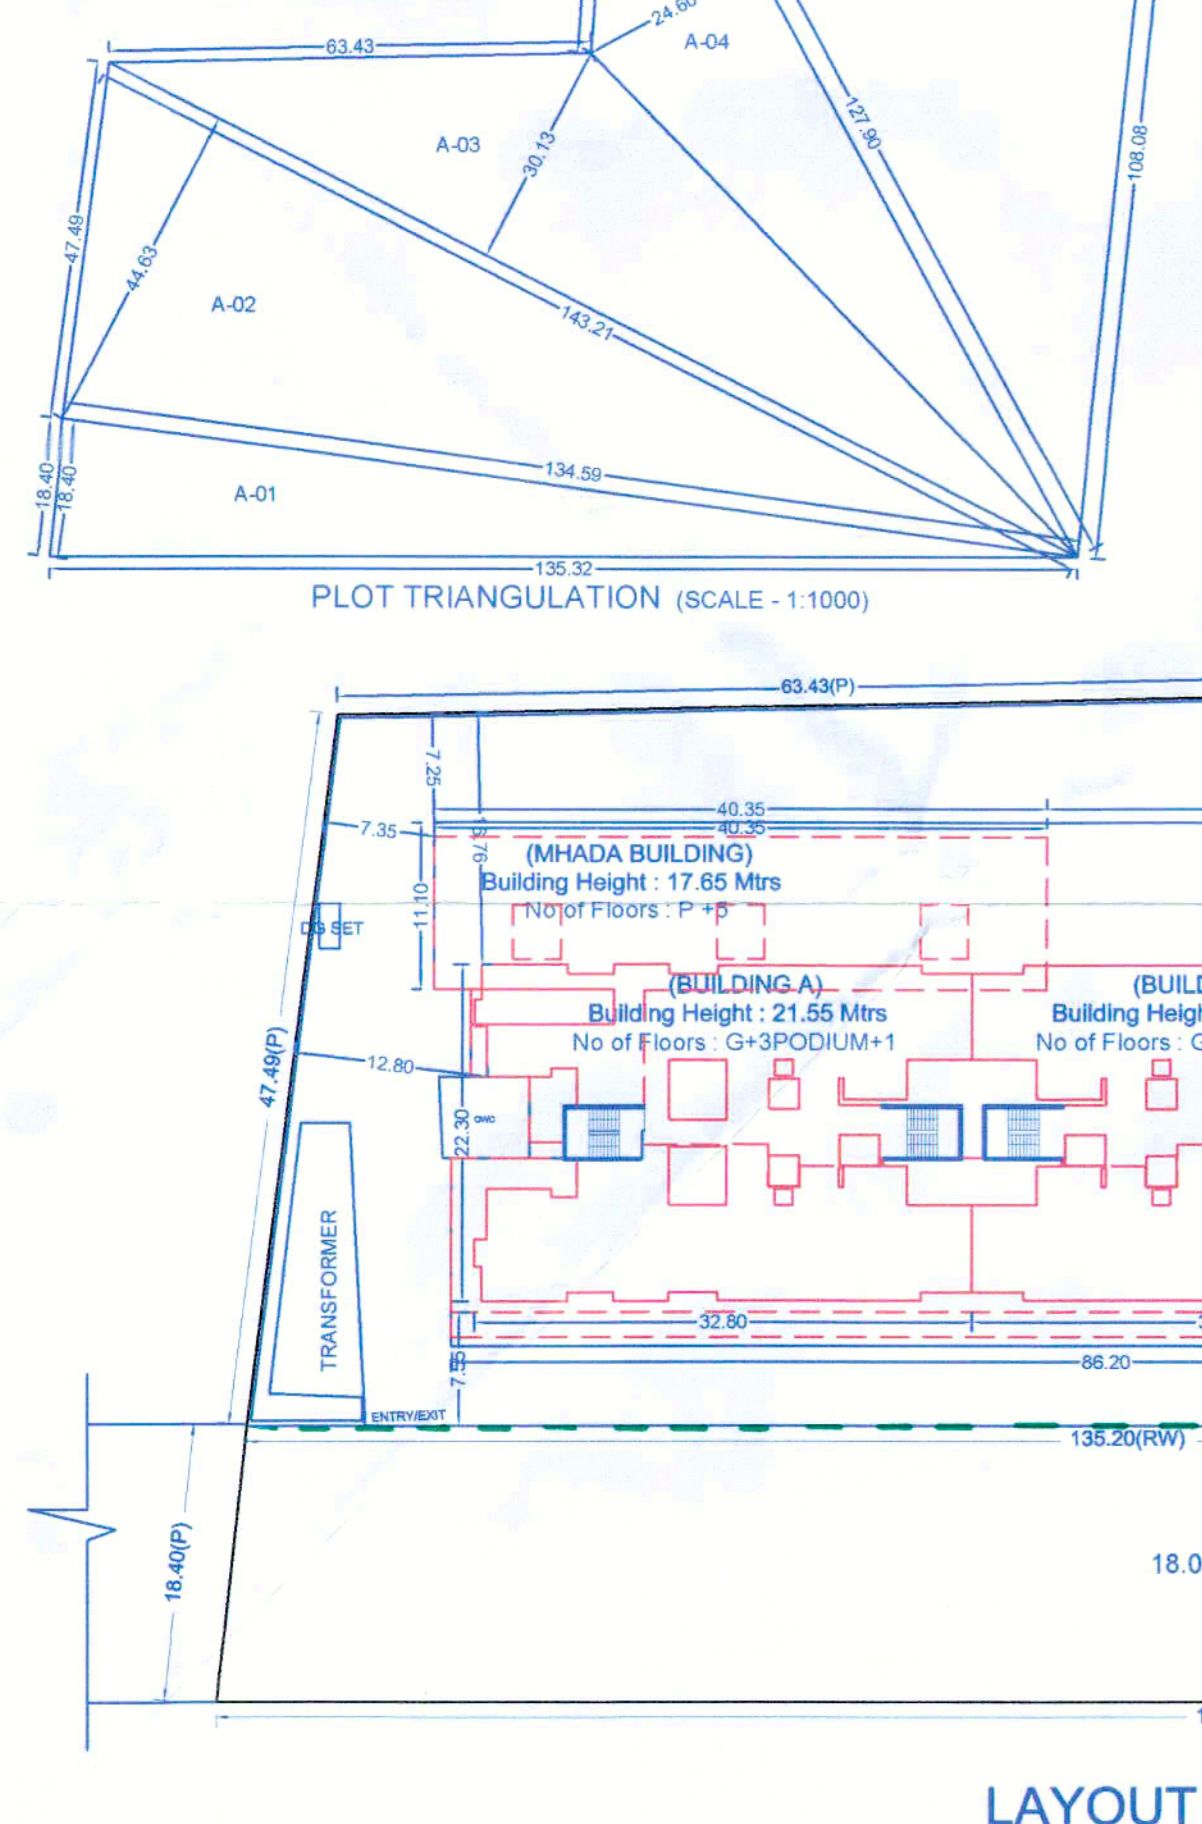 24.60
A-04
63.43
127.90
108.08
A-03
30.13
47.49
44.63
A-02
143.21
18.40
18.40
134.59
A-01
135.32
PLOT TRIANGULATION (SCALE - 1:1000)
63.43(P)
7.25
40.35
40.35
7.35
(MHADA BUILDING)
Building Height : 17.65 Mtrs
No of Floors : P +5
11.10
DG SET
(BUILDING A)
Building Height : 21.55 Mtrs
No of Floors : G+3PODIUM+1
(BUILD
Building Heigh
No of Floors : G
47.49(P)
12.80
22.30
OWC
TRANSFORMER
32.80
86.20
ENTRY/EXIT
135.20(RW)
18.40(P)
18.0
LAYOUT